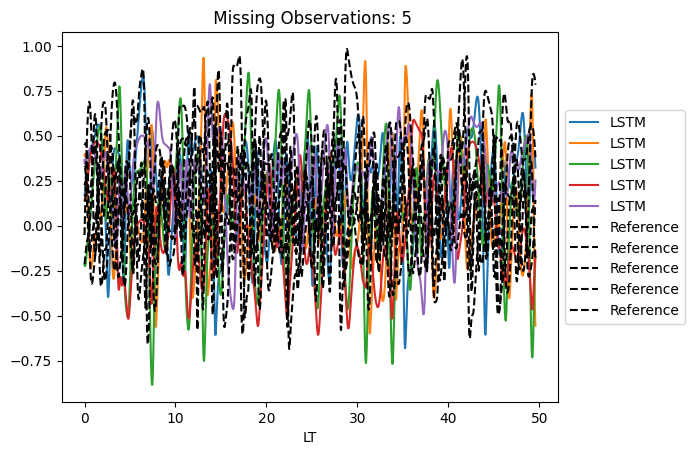 Missing Observations: 5
1.00
0.75
0.50
0.25
0.00
−0.25
−0.50
−0.75
0
10
20
30
40
50
LT
LSTM
LSTM
LSTM
LSTM
LSTM
Reference
Reference
Reference
Reference
Reference